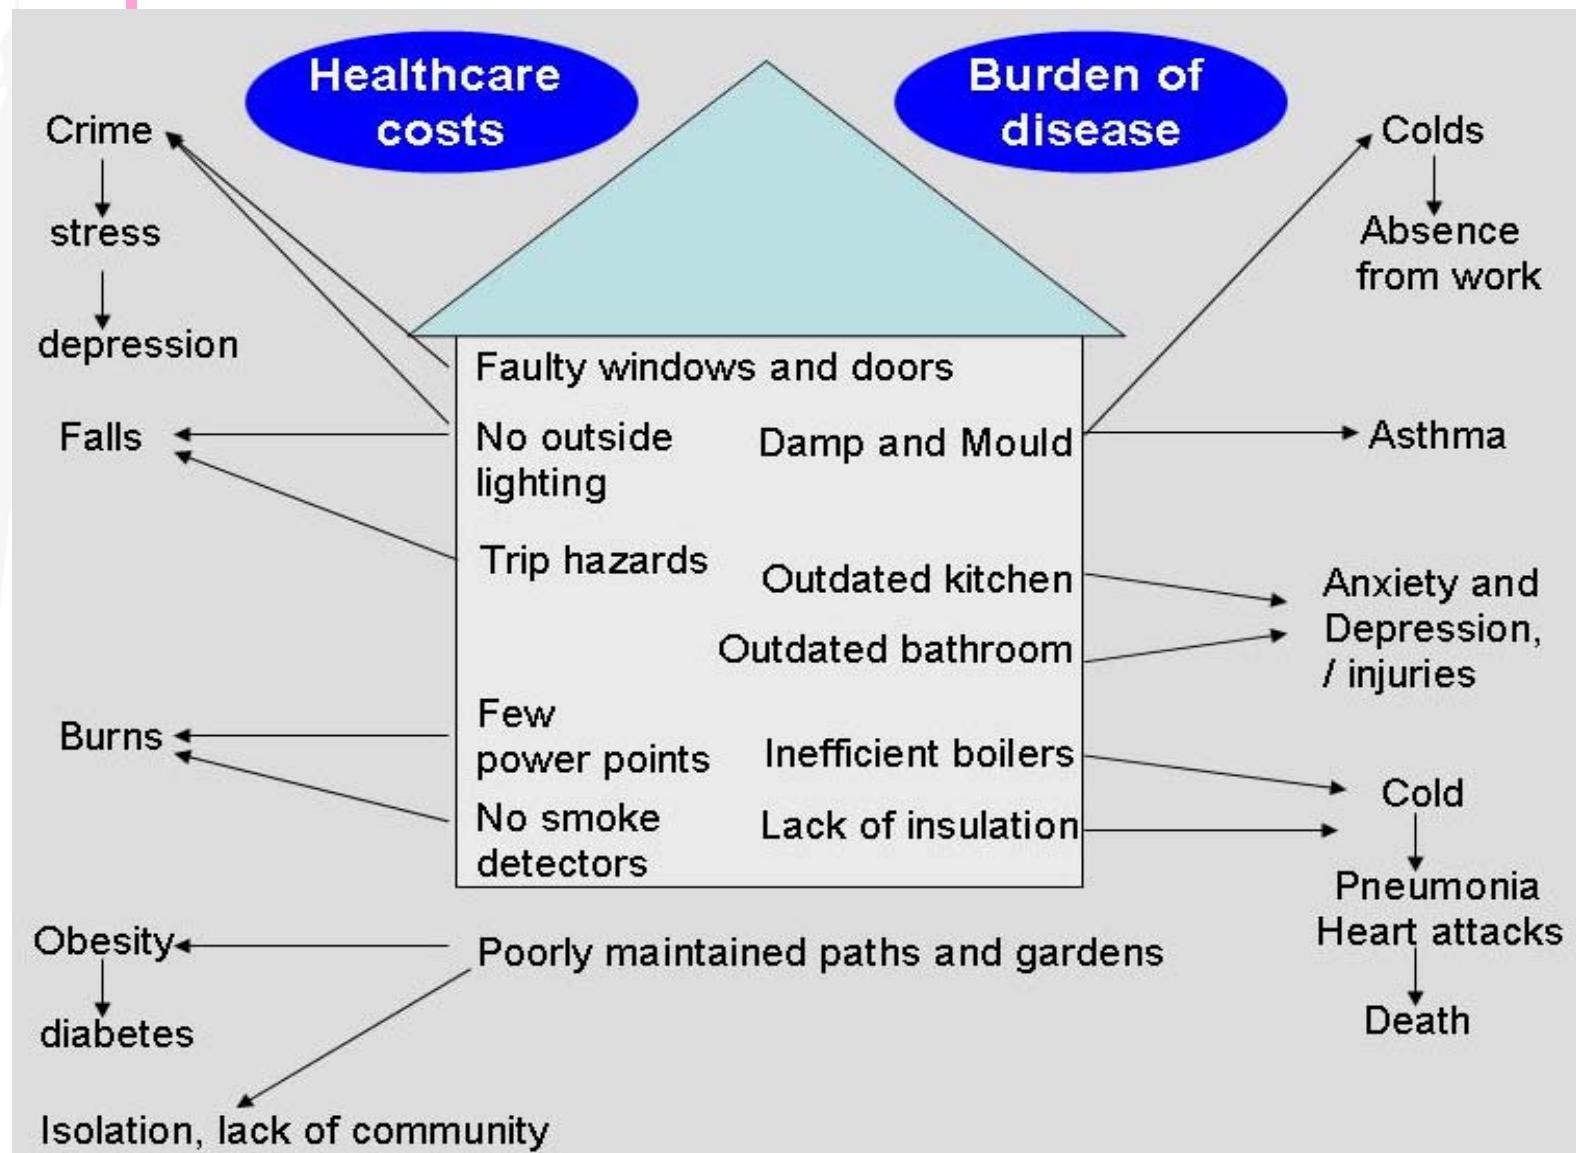 Healthcare
costs
Burden of
disease
Crime
stress
depression
Falls
Burns
Obesity
diabetes
Isolation, lack of community
Faulty windows and doors
No outside
lighting
Trip hazards
Few
power points
No smoke
detectors
Damp and Mould
Outdated kitchen
Outdated bathroom
Inefficient boilers
Lack of insulation
Poorly maintained paths and gardens
Colds
Absence
from work
Asthma
Anxiety and
Depression,
/ injuries
Cold
Pneumonia
Heart attacks
Death